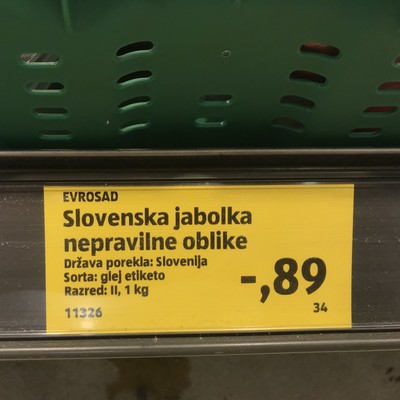 EVROSAD
Slovenska jabolka
nepravilne oblike
Država porekla: Slovenija
Sorta: glej etiketo
Razred: II, 1 kg
-,89
11326
34